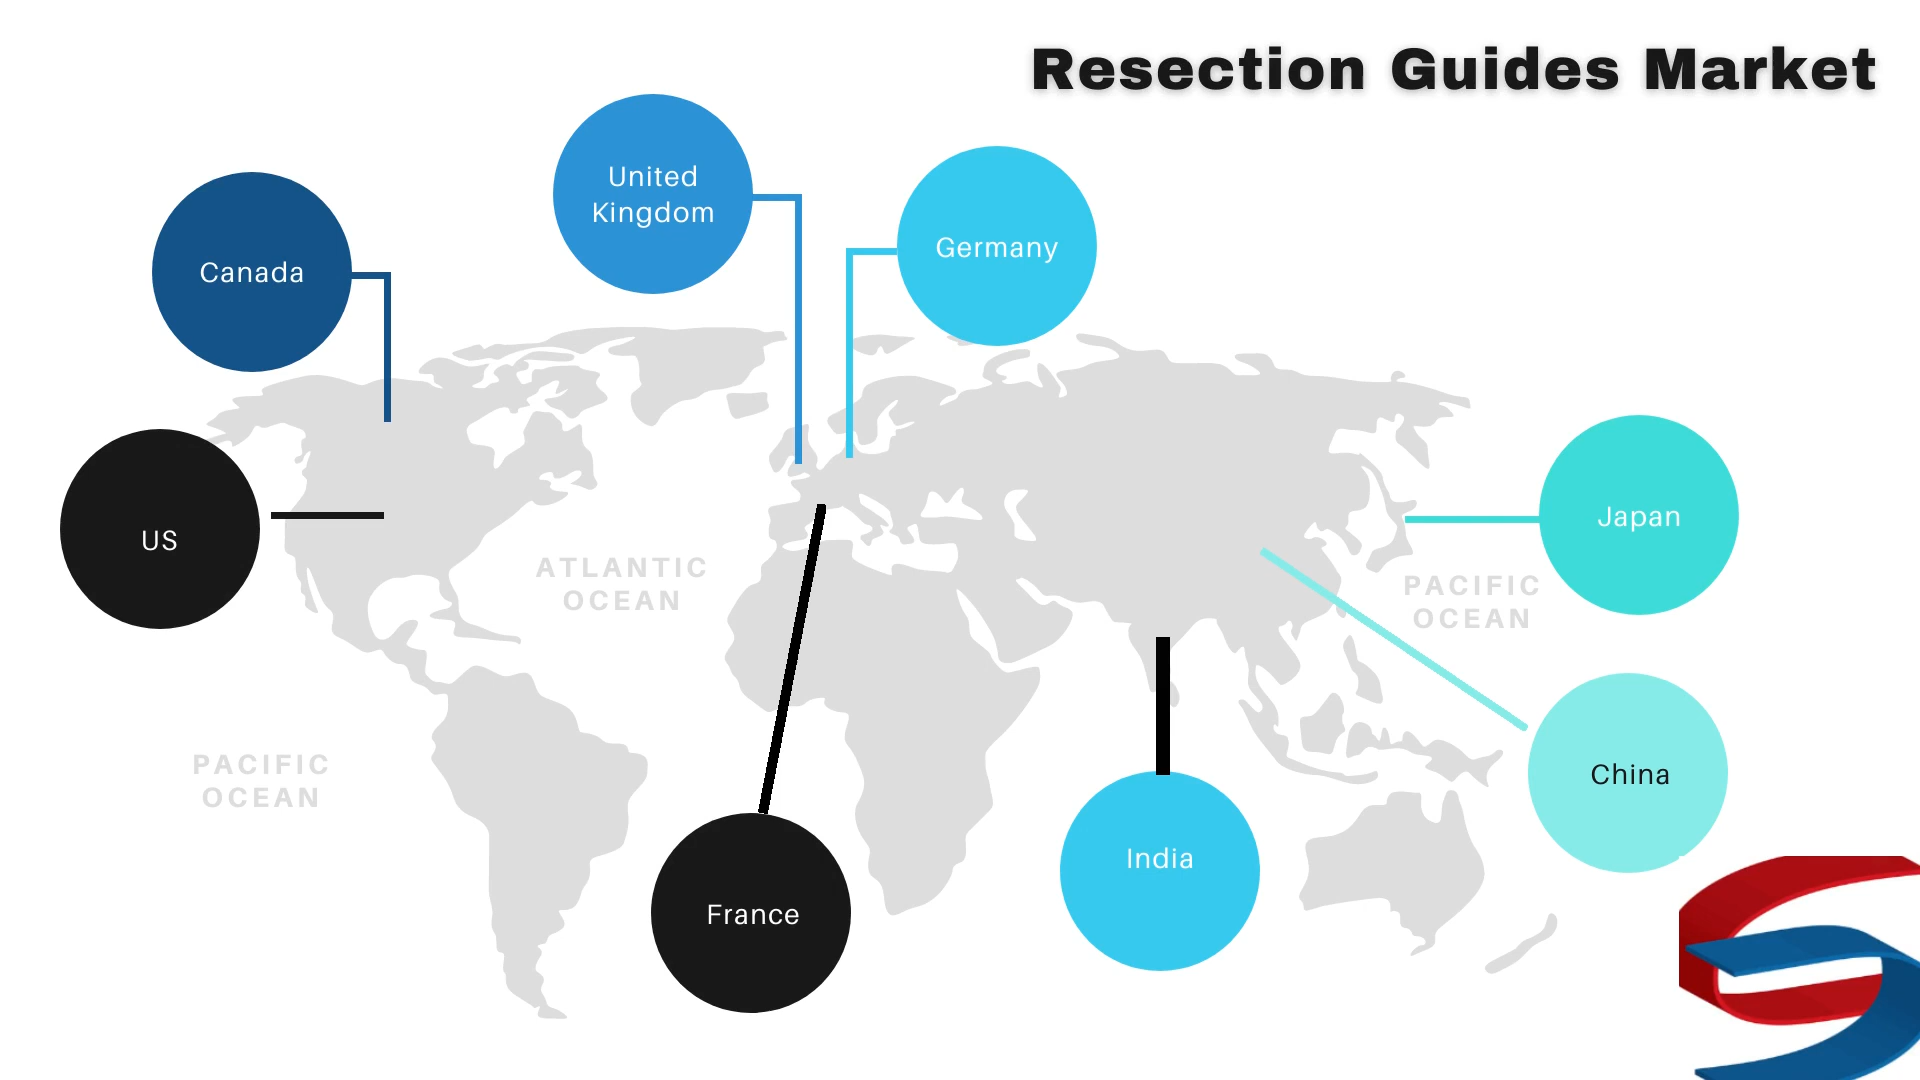 Resection Guides Market
United
Kingdom
Germany
Canada
US
Japan
ATLANTIC
OCEAN
PACIFIC
OCEAN
PACIFIC
OCEAN
China
India
France